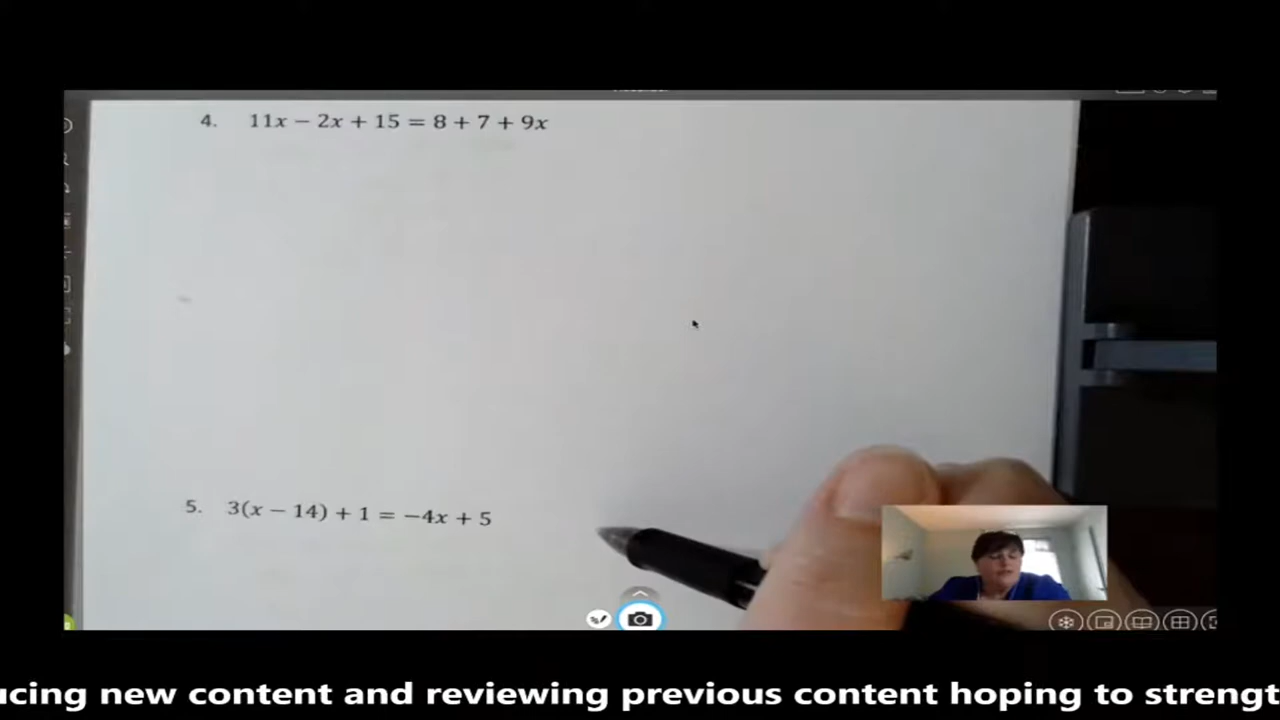 4. 11x − 2x + 15 = 8 + 7 + 9x
5. 3(x − 14) + 1 = −4x + 5
ucing new content and reviewing previous content hoping to strengt